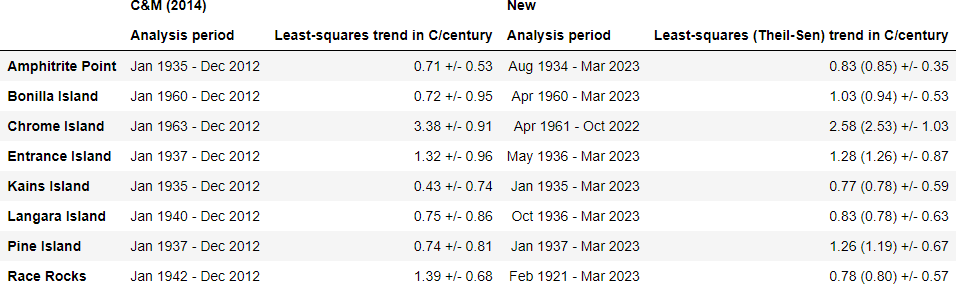 C&M (2014) New
Analysis period Least-squares trend in C/century Analysis period Least-squares (Theil-Sen) trend in C/century
Amphitrite Point Jan 1935 - Dec 2012 0.71 +/- 0.53 Aug 1934 - Mar 2023 0.83 (0.85) +/- 0.35
Bonilla Island Jan 1960 - Dec 2012 0.72 +/- 0.95 Apr 1960 - Mar 2023 1.03 (0.94) +/- 0.53
Chrome Island Jan 1963 - Dec 2012 3.38 +/- 0.91 Apr 1961 - Oct 2022 2.58 (2.53) +/- 1.03
Entrance Island Jan 1937 - Dec 2012 1.32 +/- 0.96 May 1936 - Mar 2023 1.28 (1.26) +/- 0.87
Kains Island Jan 1935 - Dec 2012 0.43 +/- 0.74 Jan 1935 - Mar 2023 0.77 (0.78) +/- 0.59
Langara Island Jan 1940 - Dec 2012 0.75 +/- 0.86 Oct 1936 - Mar 2023 0.83 (0.78) +/- 0.63
Pine Island Jan 1937 - Dec 2012 0.74 +/- 0.81 Jan 1937 - Mar 2023 1.26 (1.19) +/- 0.67
Race Rocks Jan 1942 - Dec 2012 1.39 +/- 0.68 Feb 1921 - Mar 2023 0.78 (0.80) +/- 0.57